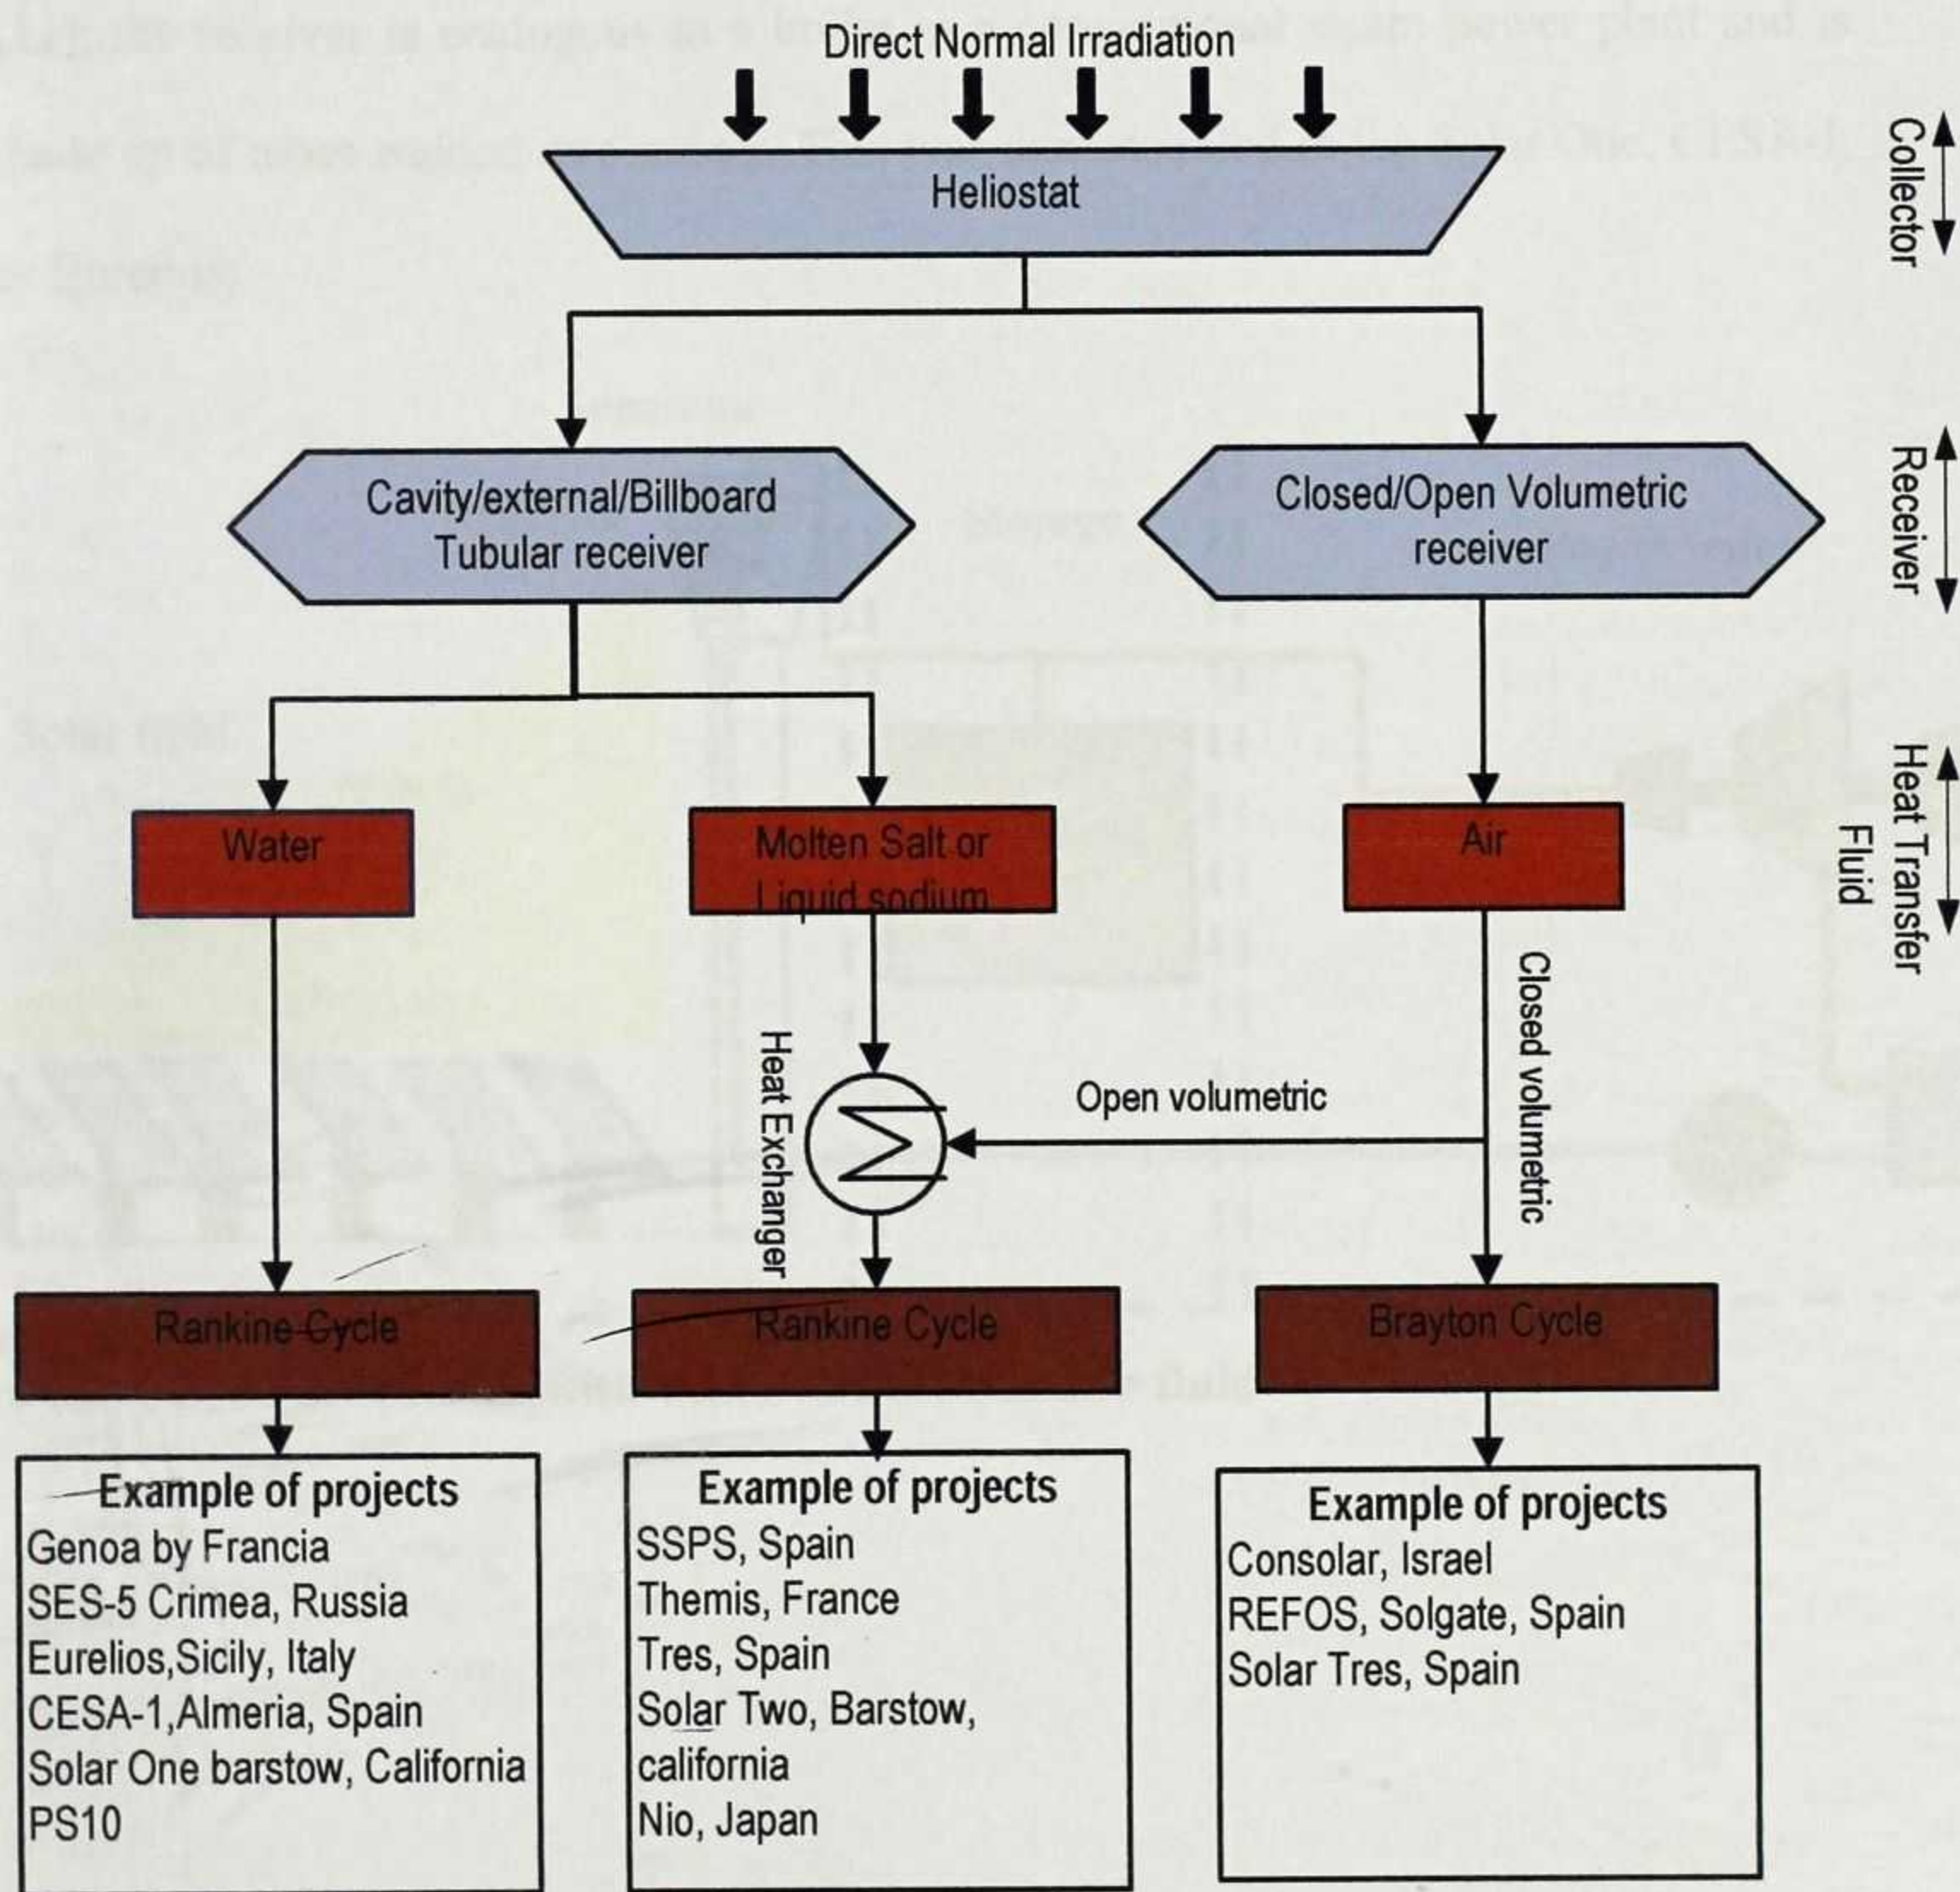 Direct Normal Irradiation
Heliostat
Collector
Cavity/external/Billboard
Tubular receiver
Closed/Open Volumetric
receiver
Receiver
Water
Molten Salt or
Liquid sodium
Air
Heat Transfer
Fluid
Closed volumetric
Open volumetric
Heat Exchanger
Rankine Cycle
Rankine Cycle
Brayton Cycle
Example of projects
Genoa by Francia
SES-5 Crimea, Russia
Eurelios,Sicily, Italy
CESA-1,Almeria, Spain
Solar One barstow, California
PS10
Example of projects
SSPS, Spain
Themis, France
Tres, Spain
Solar Two, Barstow,
california
Nio, Japan
Example of projects
Consolar, Israel
REFOS, Solgate, Spain
Solar Tres, Spain